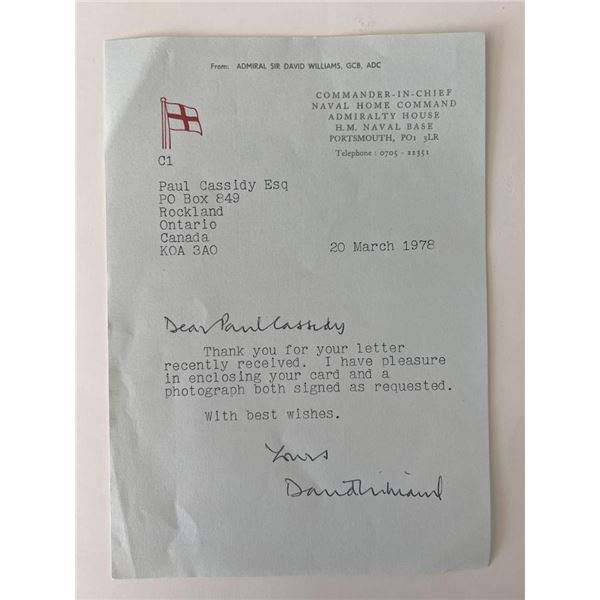 From: ADMIRAL SIR DAVID WILLIAMS, GCB, ADC
COMMANDER-IN-CHIEF
NAVAL HOME COMMAND
ADMIRALTY HOUSE
H.M. NAVAL BASE
PORTSMOUTH, PO1 3LR
Telephone : 0705 - 22351
C1
Paul Cassidy Esq
PO Box 849
Rockland
Ontario
Canada
KOA 3AO
20 March 1978
Dear Paul Cassidy
Thank you for your letter
recently received. I have pleasure
in enclosing your card and a
photograph both signed as requested.
With best wishes.
Yours
David Williams